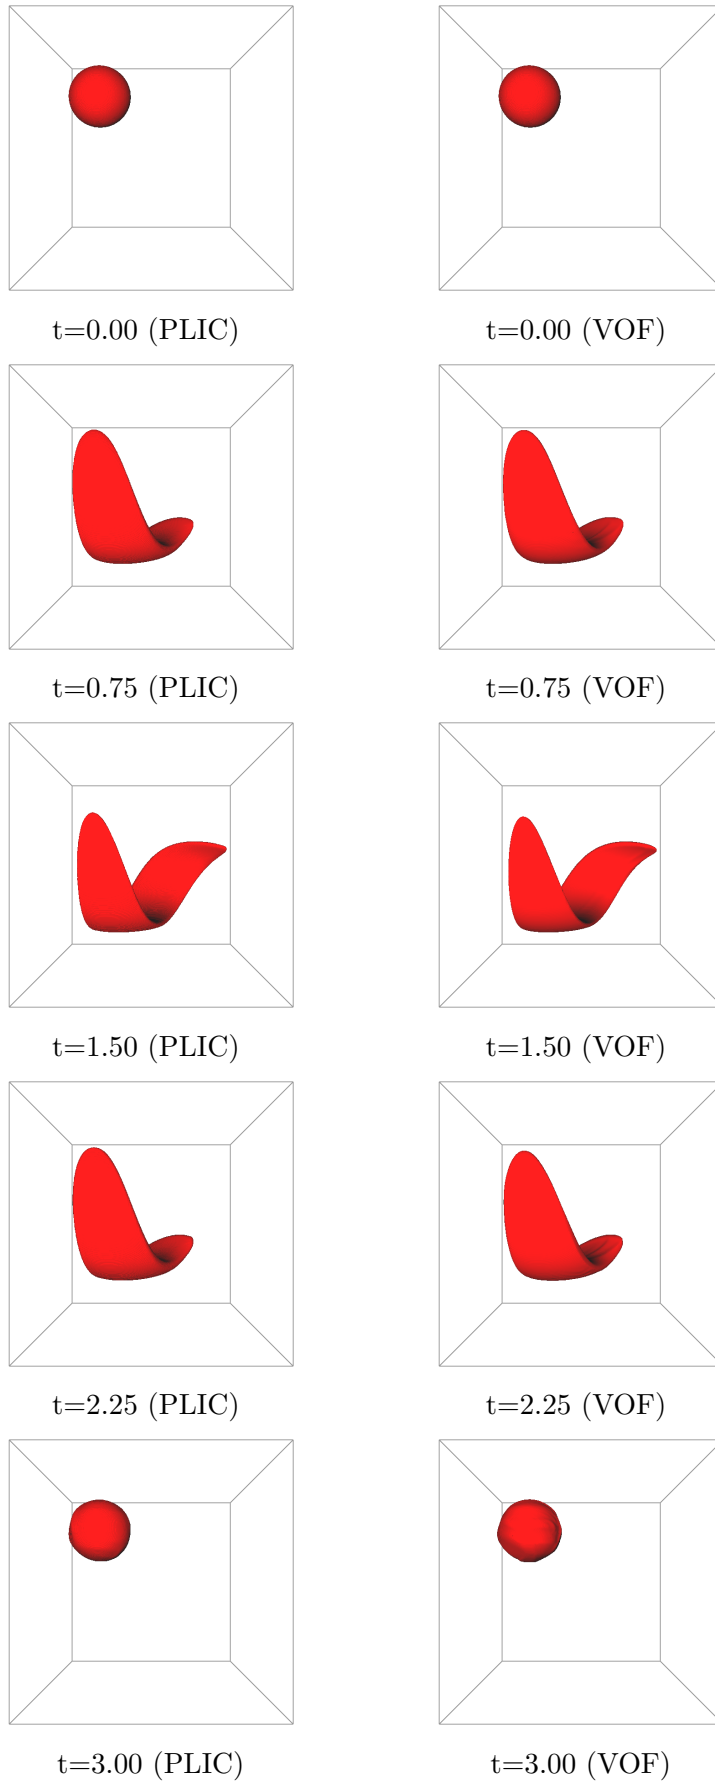 t=0.00 (PLIC)
t=0.00 (VOF)
t=0.75 (PLIC)
t=0.75 (VOF)
t=1.50 (PLIC)
t=1.50 (VOF)
t=2.25 (PLIC)
t=2.25 (VOF)
t=3.00 (PLIC)
t=3.00 (VOF)